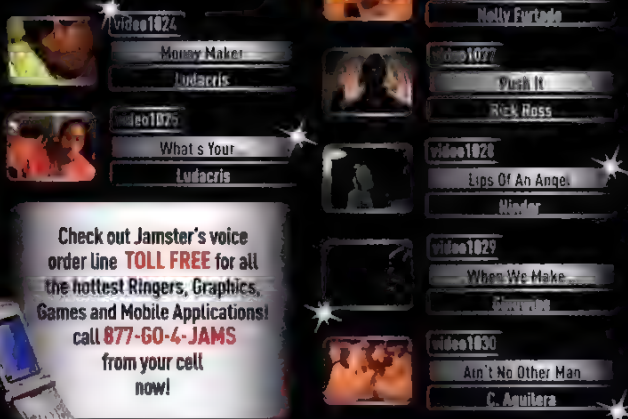 video1024
Money Maker
Ludacris
video1025
What s Your
Ludacris
Check out Jamster's voice
order line TOLL FREE for all
the hottest Ringers, Graphics,
Games and Mobile Applications!
call 877-GO-4-JAMS
from your cell
now!
Nelly Furtado
video1027
Push It
Rick Ross
video1028
Lips Of An Angel
Hinder
video1029
When We Make
video1030
Ain't No Other Man
C. Aguilera